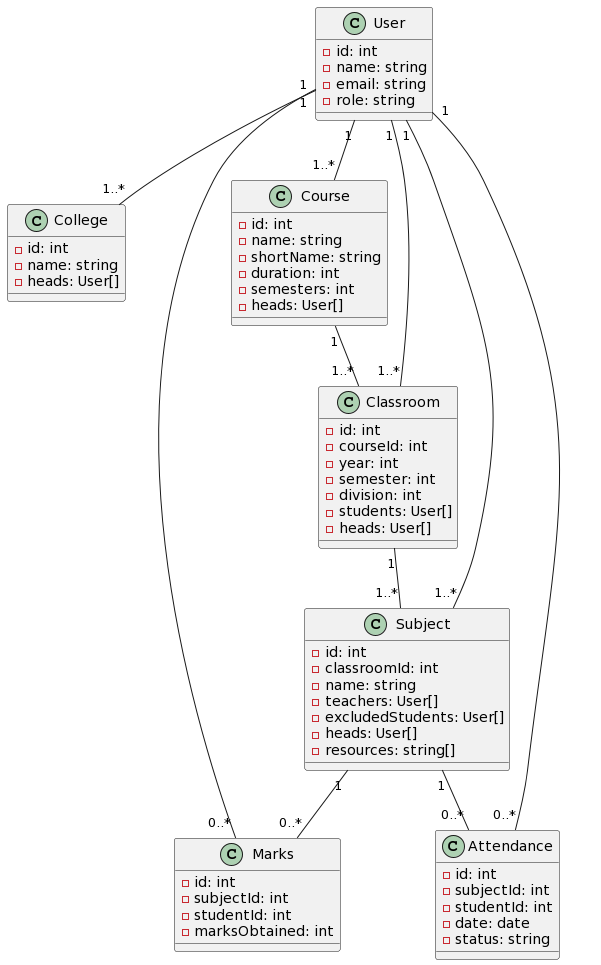 C User
id: int
name: string
email: string
role: string
1
1
1
1
1
1
1..*
1..*
C College
id: int
name: string
heads: User[]
C Course
id: int
name: string
shortName: string
duration: int
semesters: int
heads: User[]
1
1..*
1..*
C Classroom
id: int
courseId: int
year: int
semester: int
division: int
students: User[]
heads: User[]
1
1..*
1..*
C Subject
id: int
classroomId: int
name: string
teachers: User[]
excludedStudents: User[]
heads: User[]
resources: string[]
1
1
0..*
0..*
0..*
0..*
C Marks
id: int
subjectId: int
studentId: int
marksObtained: int
C Attendance
id: int
subjectId: int
studentId: int
date: date
status: string